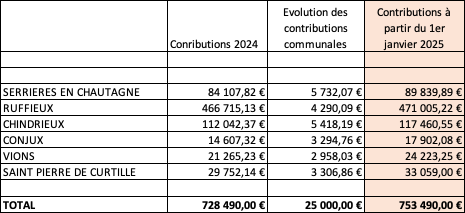 Conributions 2024 Evolution des contributions communales Contributions à partir du 1er janvier 2025
SERRIERES EN CHAUTAGNE 84 107,82 € 5 732,07 € 89 839,89 €
RUFFIEUX 466 715,13 € 4 290,09 € 471 005,22 €
CHINDRIEUX 112 042,37 € 5 418,19 € 117 460,55 €
CONJUX 14 607,32 € 3 294,76 € 17 902,08 €
VIONS 21 265,23 € 2 958,03 € 24 223,25 €
SAINT PIERRE DE CURTILLE 29 752,14 € 3 306,86 € 33 059,00 €
TOTAL 728 490,00 € 25 000,00 € 753 490,00 €